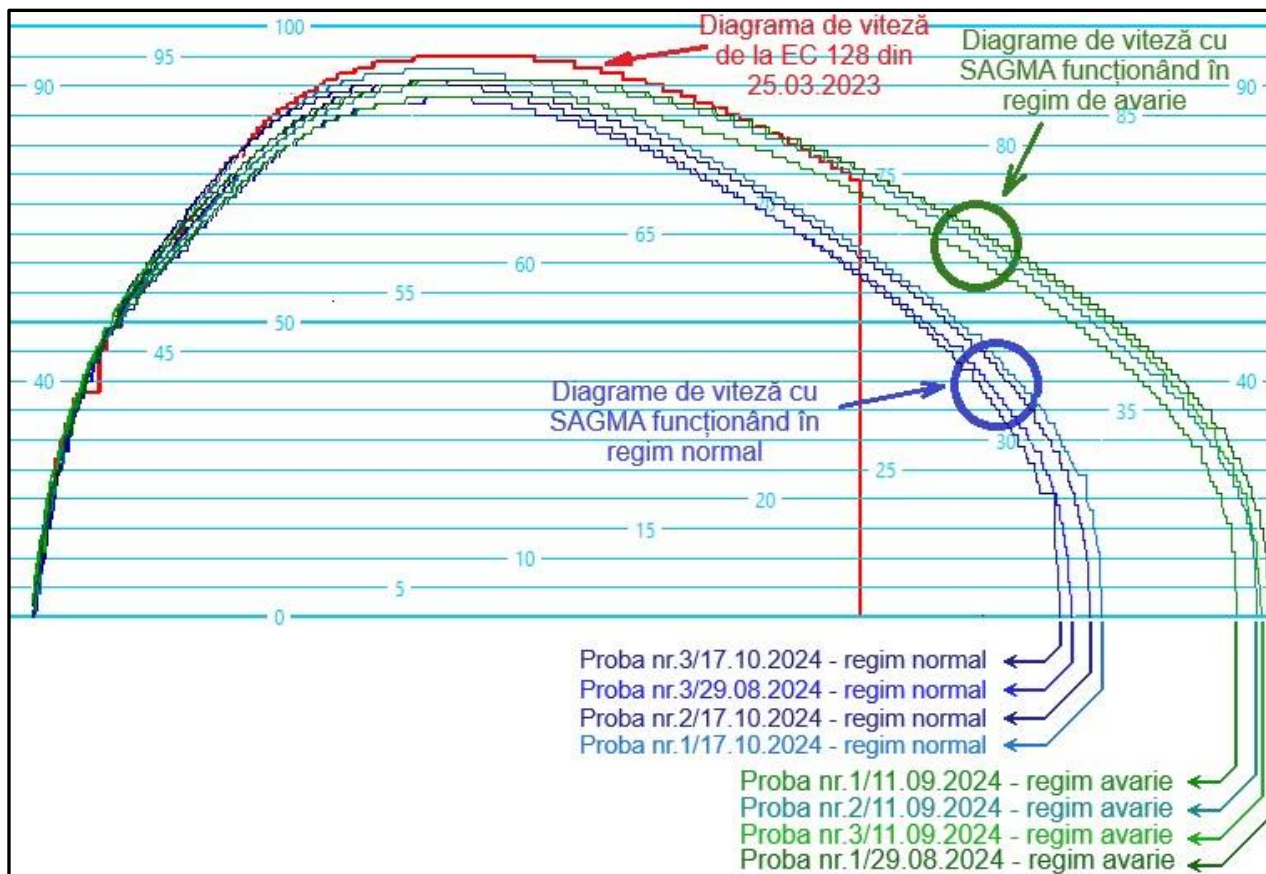 100
Diagrama de viteză
de la EC 128 din
25.03.2023
Diagrame de viteză cu
SAGMA funcționând în
regim de avarie
95
90
90
85
80
75
70
65
60
55
50
45
40
40
Diagrame de viteză cu
SAGMA funcționând în
regim normal
35
30
25
20
15
10
5
0
Proba nr.3/17.10.2024 - regim normal
Proba nr.3/29.08.2024 - regim normal
Proba nr.2/17.10.2024 - regim normal
Proba nr.1/17.10.2024 - regim normal
Proba nr.1/11.09.2024 - regim avarie
Proba nr.2/11.09.2024 - regim avarie
Proba nr.3/11.09.2024 - regim avarie
Proba nr.1/29.08.2024 - regim avarie